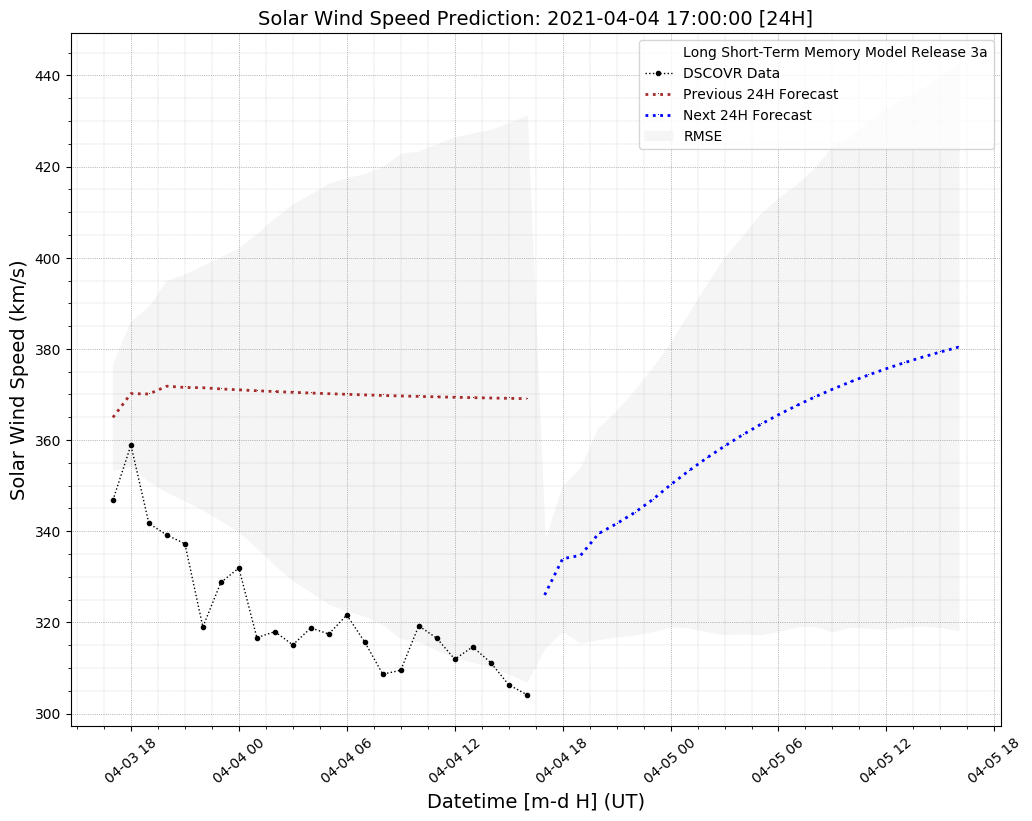 Solar Wind Speed Prediction: 2021-04-04 17:00:00 [24H]
Long Short-Term Memory Model Release 3a
DSCOVR Data
Previous 24H Forecast
Next 24H Forecast
RMSE
Solar Wind Speed (km/s)
440
420
400
380
360
340
320
300
04-03 18
04-04 00
04-04 06
04-04 12
04-04 18
04-05 00
04-05 06
04-05 12
04-05 18
Datetime [m-d H] (UT)